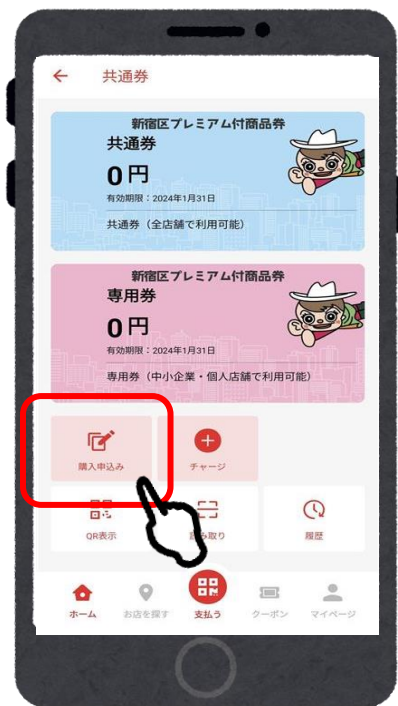 ← 共通券
新宿区プレミアム付商品券
共通券
0円
有効期限：2024年1月31日
共通券（全店舗で利用可能）
新宿区プレミアム付商品券
専用券
0円
有効期限：2024年1月31日
専用券（中小企業・個人店舗で利用可能）
購入申込み チャージ
QR表示 取り 履歴
ホーム お店を探す 支払う クーポン マイページ